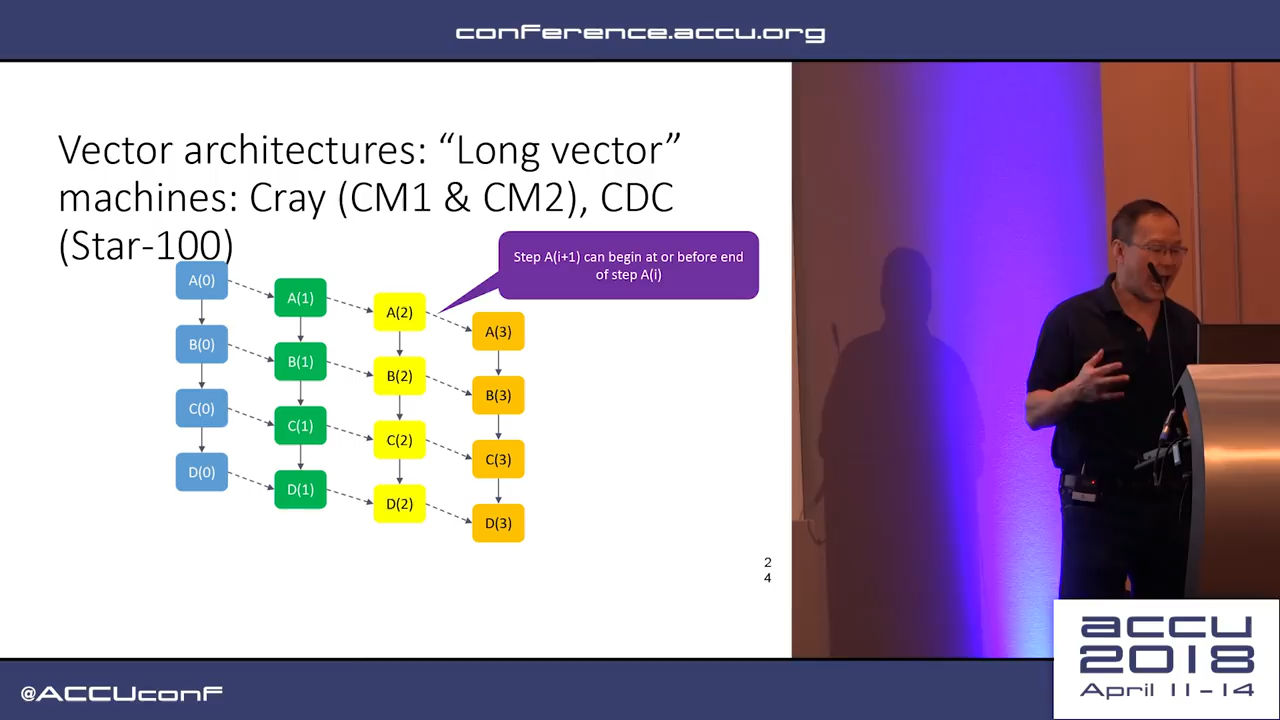 conference.accu.org
Vector architectures: “Long vector”
machines: Cray (CM1 & CM2), CDC
(Star-100)
Step A(i+1) can begin at or before end
of step A(i)
A(0)
A(1)
A(2)
A(3)
B(0)
B(1)
B(2)
B(3)
C(0)
C(1)
C(2)
C(3)
D(0)
D(1)
D(2)
D(3)
2
4
@ACCUconf
accu
2018
April 11-14